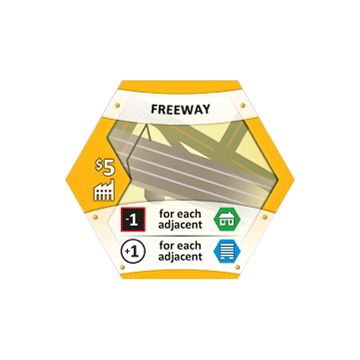 FREEWAY
$5
-1 for each
adjacent
+1 for each
adjacent